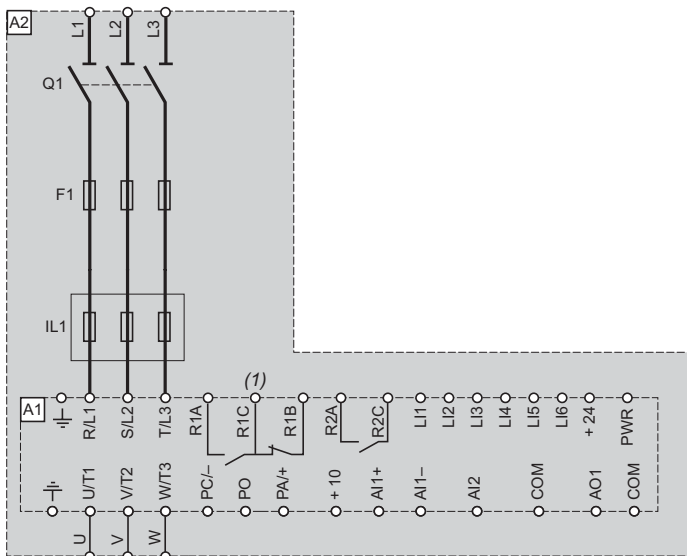 A2
L1 L2 L3
Q1
F1
IL1
(1)
A1
R/L1 S/L2 T/L3 R1A R1C R1B R2A R2C LI1 LI2 LI3 LI4 LI5 LI6 + 24 PWR
U/T1 V/T2 W/T3 PC/– PO PA/+ + 10 AI1+ AI1– AI2 COM AO1 COM
U V W